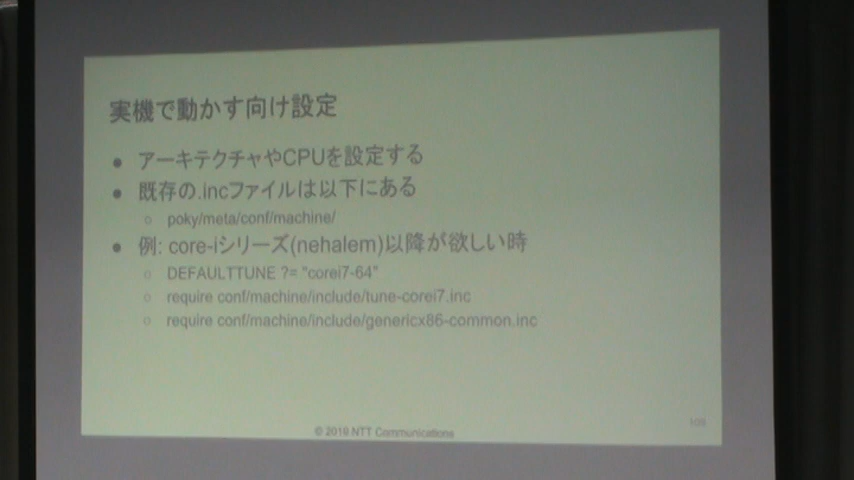 実機で動かす向け設定
● アーキテクチャやCPUを設定する
● 既存の.incファイルは以下にある
○ poky/meta/conf/machine/
● 例: core-iシリーズ(nehalem)以降が欲しい時
○ DEFAULTTUNE ?= "corei7-64"
○ require conf/machine/include/tune-corei7.inc
○ require conf/machine/include/genericx86-common.inc
© 2019 NTT Communications